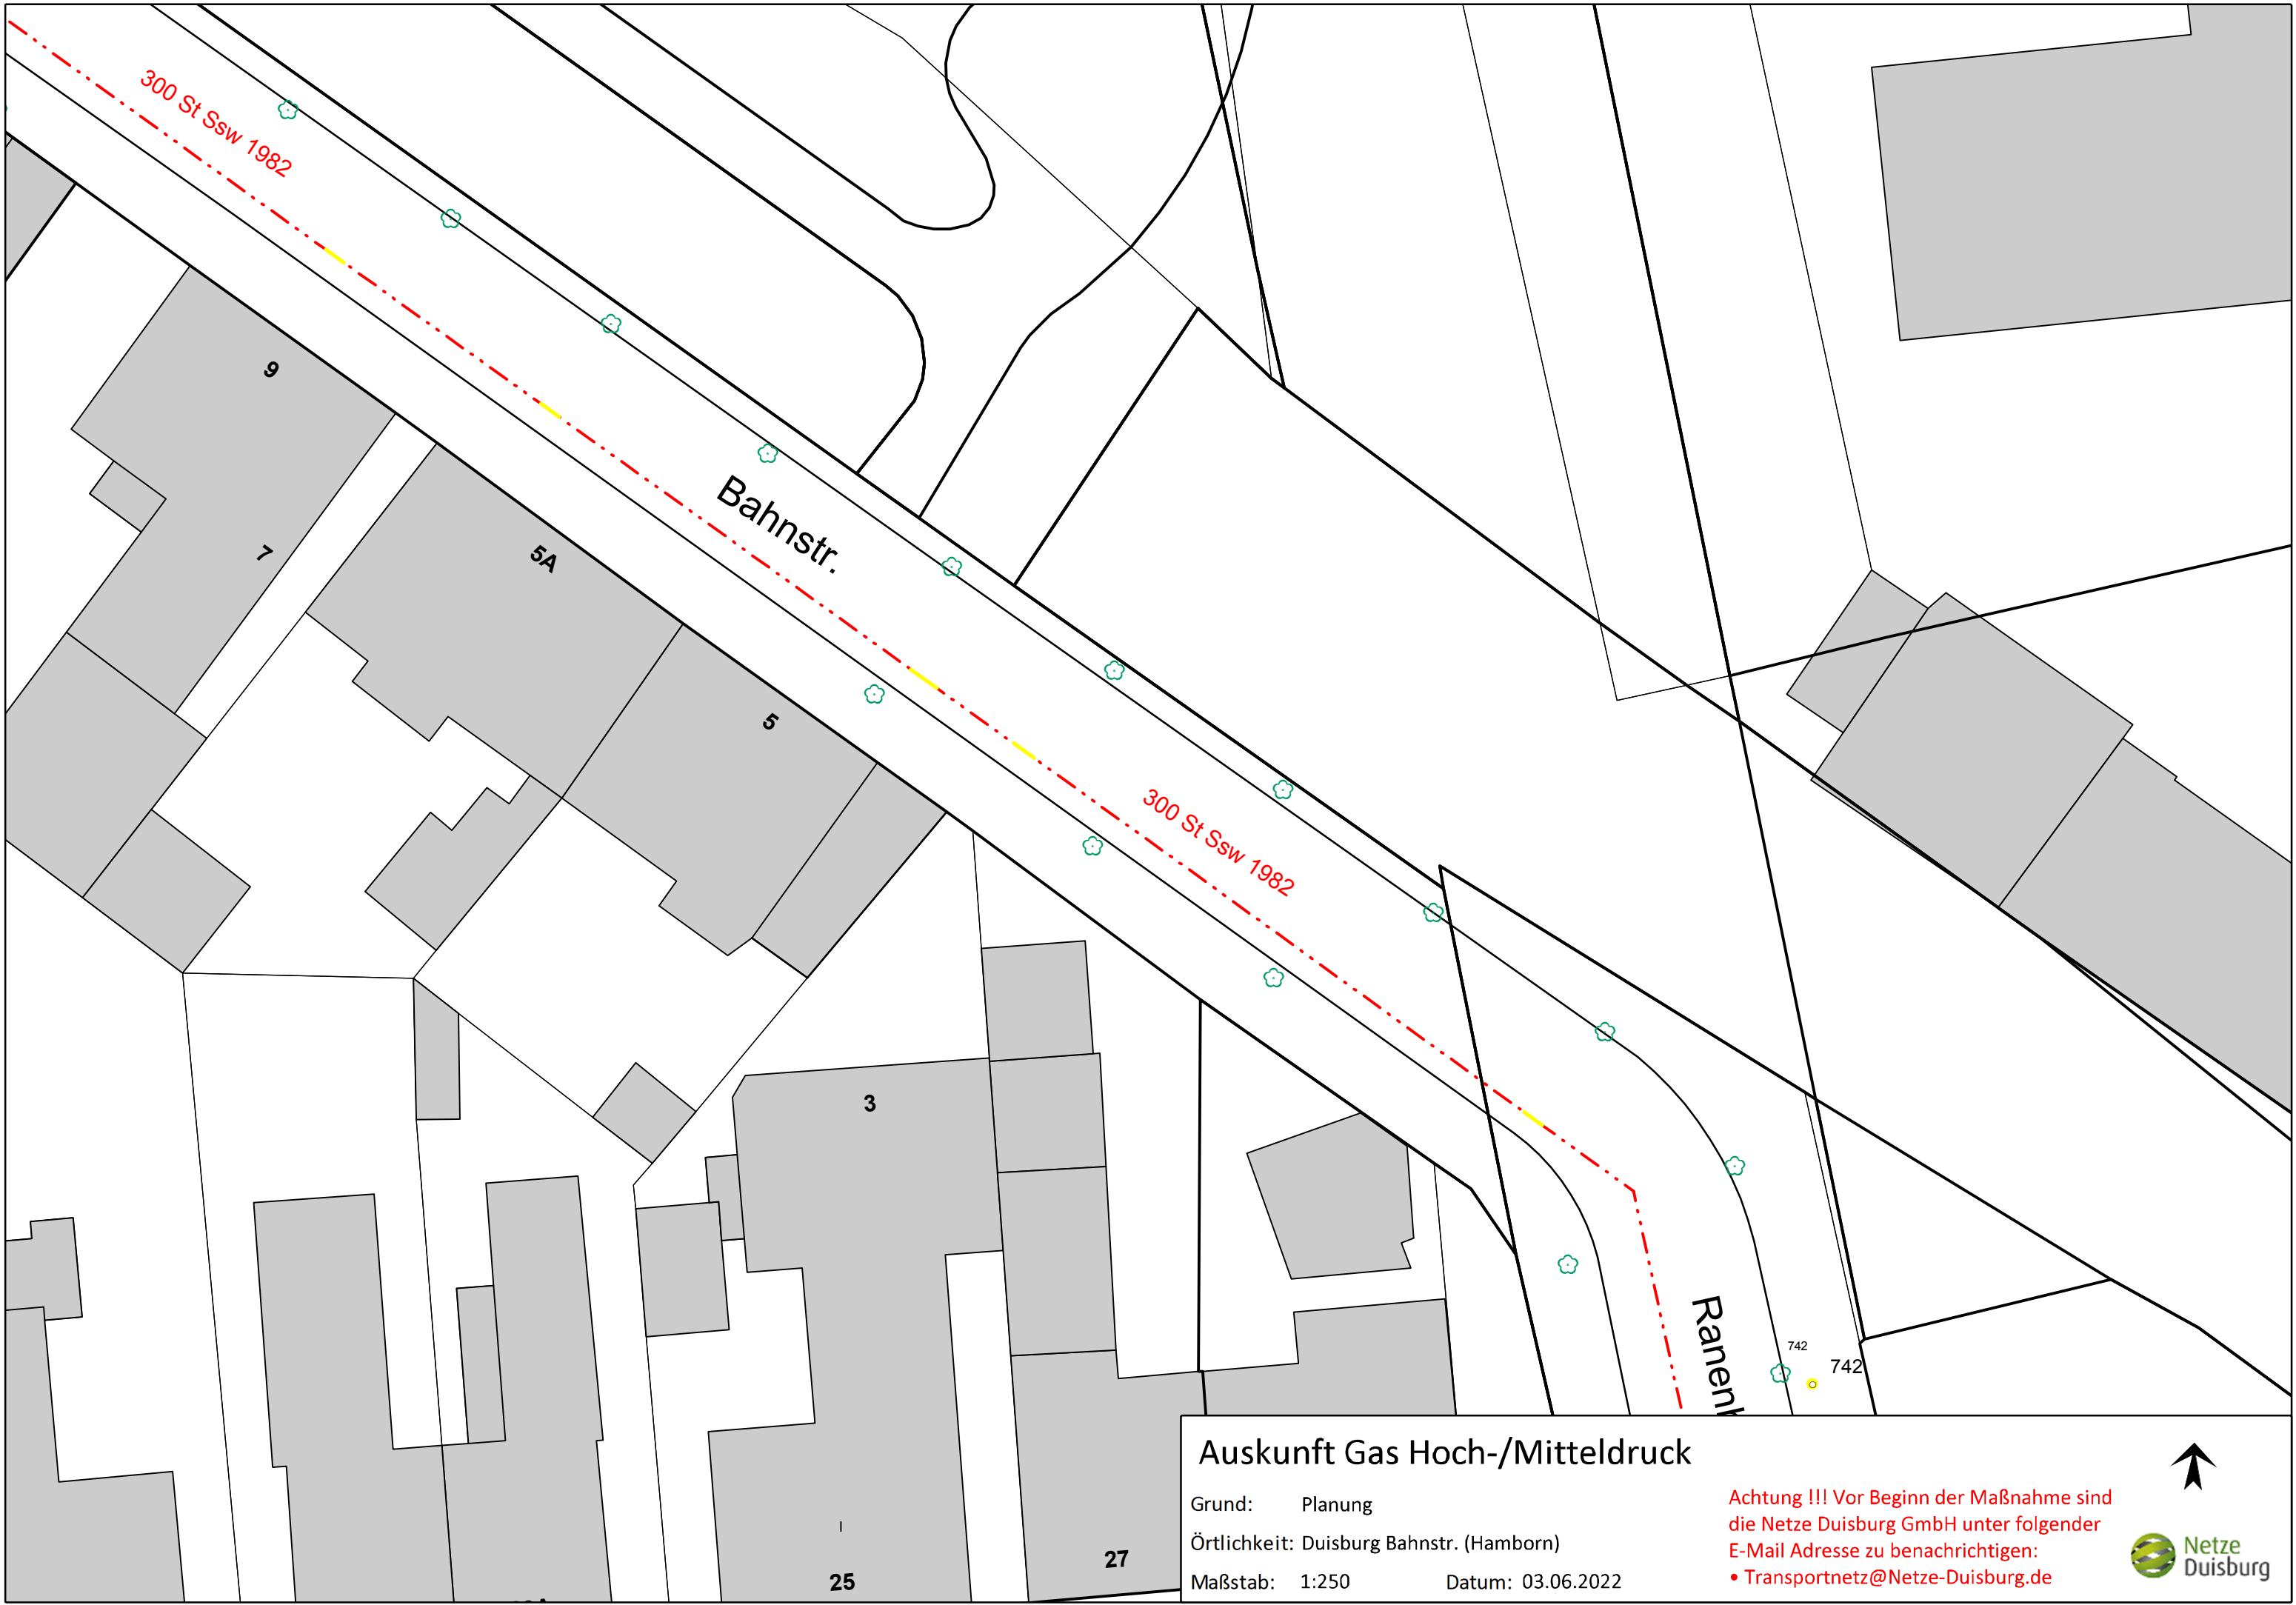 300 St Ssw 1982
9
7
5A
Bahnstr.
5
300 St Ssw 1982
3
742
742
25
27
Auskunft Gas Hoch-/Mitteldruck
Grund: Planung
Örtlichkeit: Duisburg Bahnstr. (Hamborn)
Maßstab: 1:250 Datum: 03.06.2022
Achtung !!! Vor Beginn der Maßnahme sind
die Netze Duisburg GmbH unter folgender
E-Mail Adresse zu benachrichtigen:
• Transportnetz@Netze-Duisburg.de
Netze
Duisburg